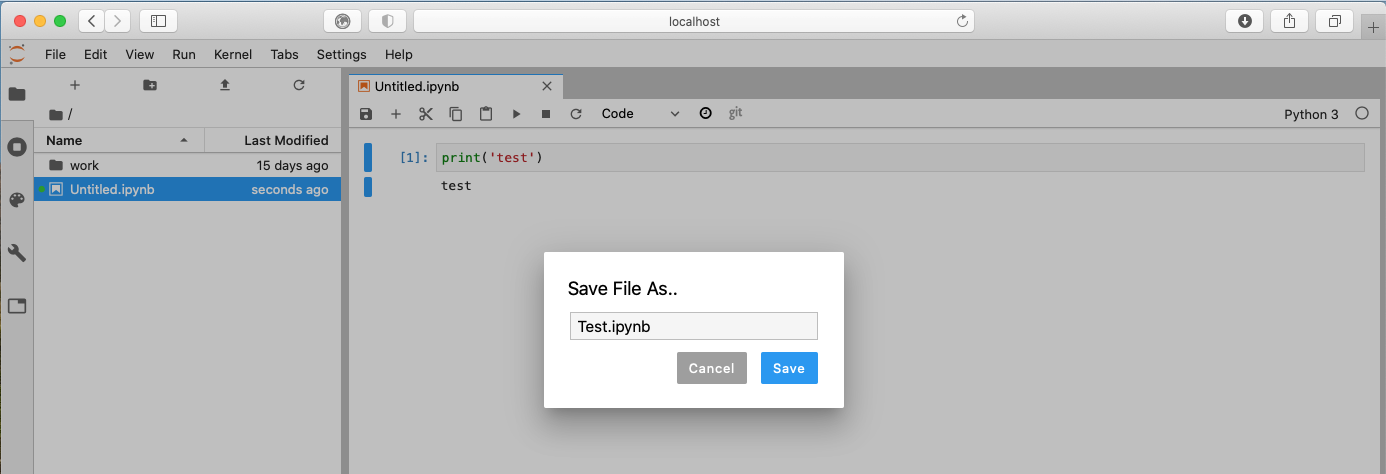 localhost
File Edit View Run Kernel Tabs Settings Help
Untitled.ipynb
/
Code git Python 3
Name Last Modified
work 15 days ago
Untitled.ipynb seconds ago
[1]: print('test')
test
Save File As..
Test.ipynb
Cancel Save